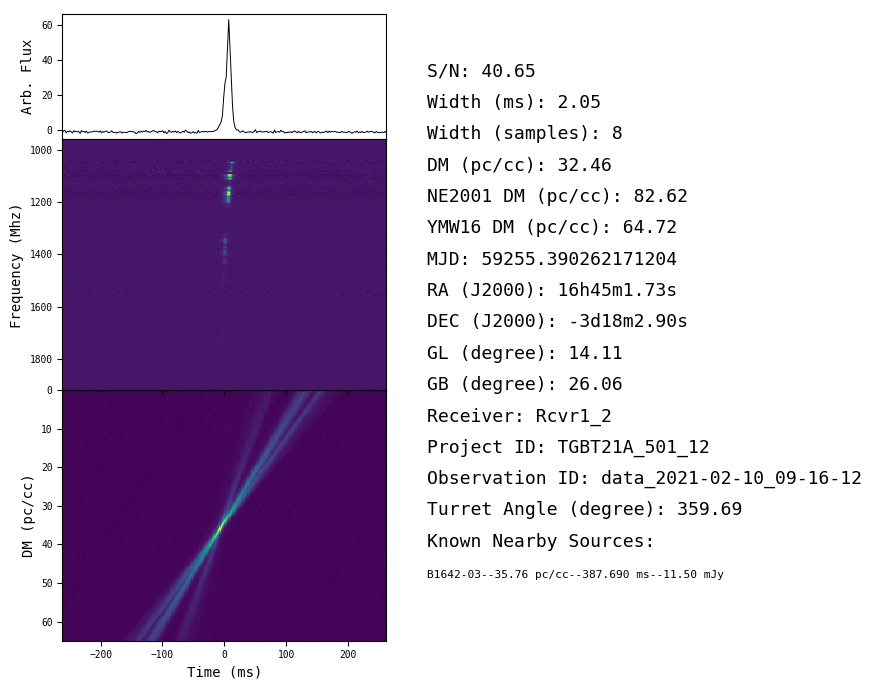 60
40
20
0
Arb. Flux
1000
1200
1400
1600
1800
Frequency (Mhz)
0
10
20
30
40
50
60
DM (pc/cc)
−200
−100
0
100
200
Time (ms)
S/N: 40.65
Width (ms): 2.05
Width (samples): 8
DM (pc/cc): 32.46
NE2001 DM (pc/cc): 82.62
YMW16 DM (pc/cc): 64.72
MJD: 59255.390262171204
RA (J2000): 16h45m1.73s
DEC (J2000): -3d18m2.90s
GL (degree): 14.11
GB (degree): 26.06
Receiver: Rcvr1_2
Project ID: TGBT21A_501_12
Observation ID: data_2021-02-10_09-16-12
Turret Angle (degree): 359.69
Known Nearby Sources:
B1642-03--35.76 pc/cc--387.690 ms--11.50 mJy